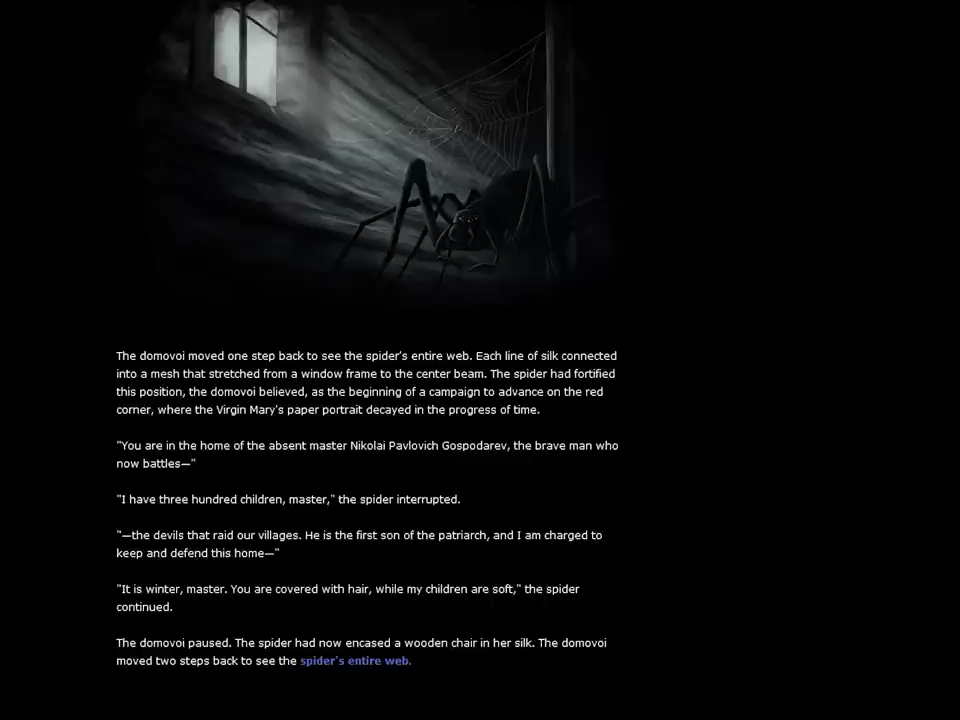 The domovoi moved one step back to see the spider's entire web. Each line of silk connected
into a mesh that stretched from a window frame to the center beam. The spider had fortified
this position, the domovoi believed, as the beginning of a campaign to advance on the red
corner, where the Virgin Mary's paper portrait decayed in the progress of time.
"You are in the home of the absent master Nikolai Pavlovich Gospodarev, the brave man who
now battles—"
"I have three hundred children, master," the spider interrupted.
"—the devils that raid our villages. He is the first son of the patriarch, and I am charged to
keep and defend this home—"
"It is winter, master. You are covered with hair, while my children are soft," the spider
continued.
The domovoi paused. The spider had now encased a wooden chair in her silk. The domovoi
moved two steps back to see the spider's entire web.